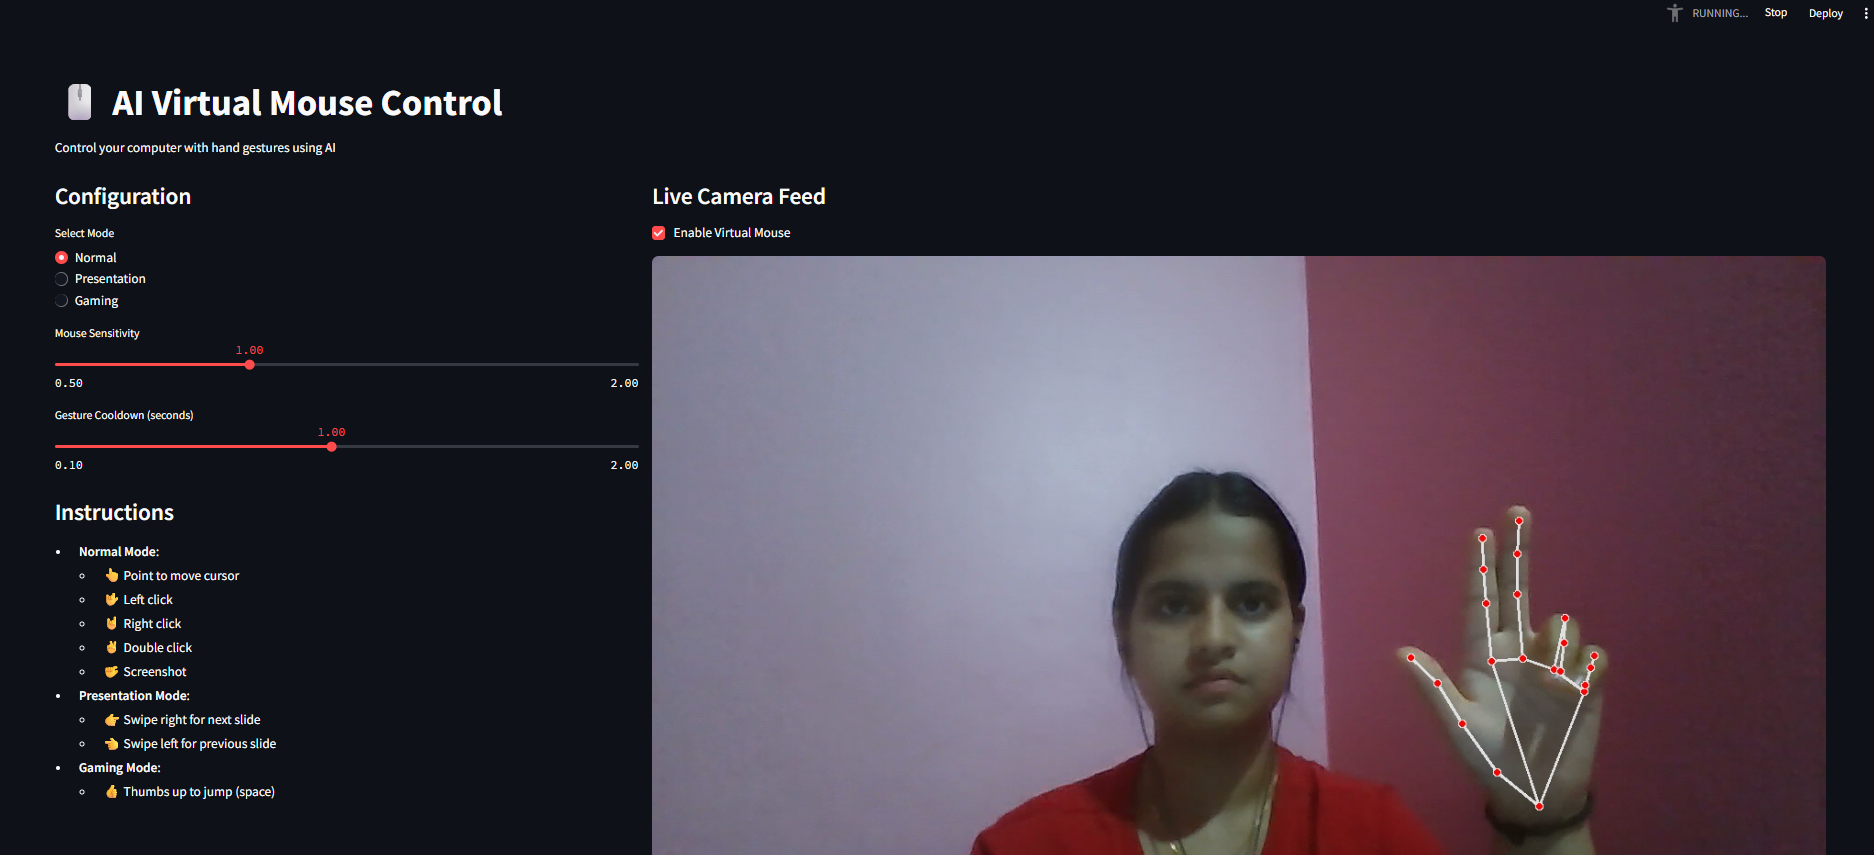 RUNNING...
Stop
Deploy
AI Virtual Mouse Control
Control your computer with hand gestures using AI
Configuration
Select Mode
Normal
Presentation
Gaming
Mouse Sensitivity
1.00
0.50
2.00
Gesture Cooldown (seconds)
1.00
0.10
2.00
Instructions
Normal Mode:
👆 Point to move cursor
🤟 Left click
🤘 Right click
✌️ Double click
✊ Screenshot
Presentation Mode:
👉 Swipe right for next slide
👈 Swipe left for previous slide
Gaming Mode:
👍 Thumbs up to jump (space)
Live Camera Feed
Enable Virtual Mouse